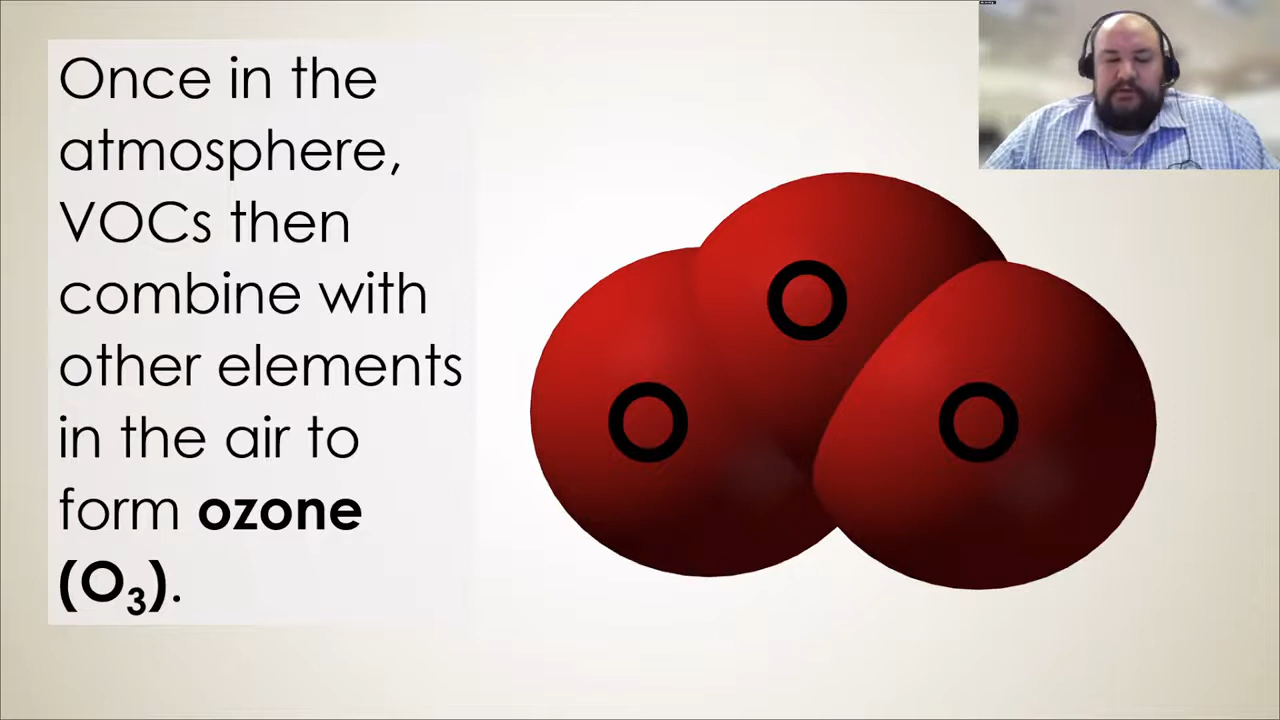 Once in the
atmosphere,
VOCs then
combine with
other elements
in the air to
form ozone
(O₃).
O
O
O